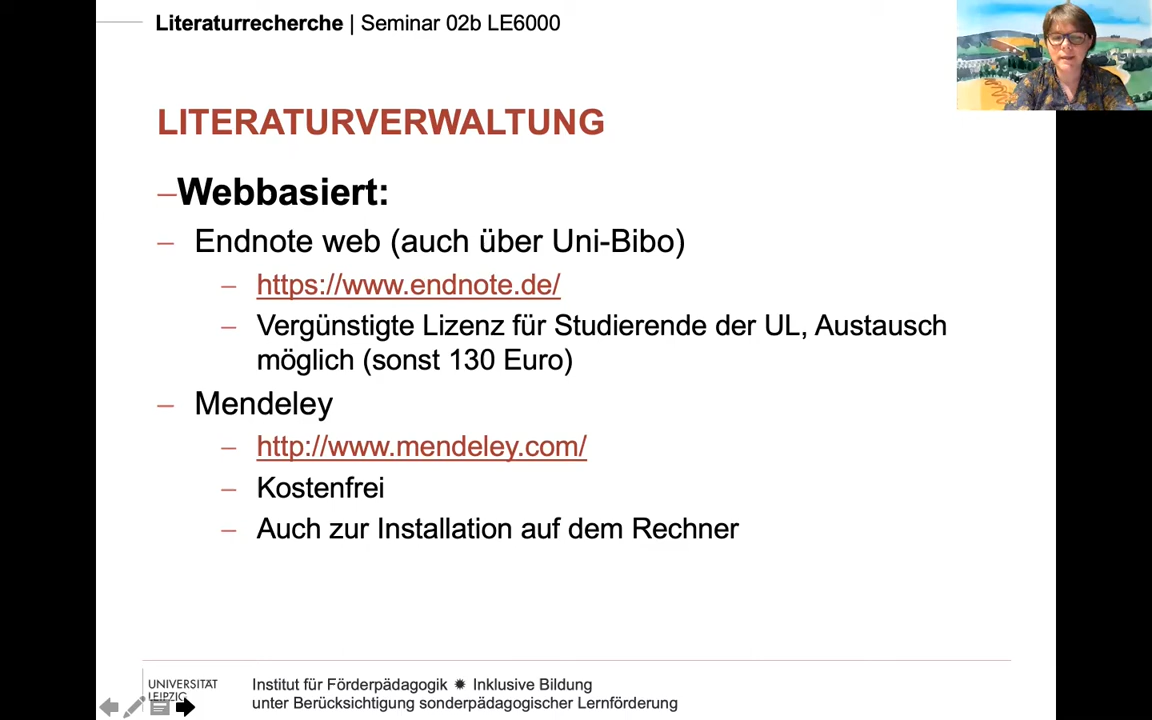 Literaturrecherche | Seminar 02b LE6000
LITERATURVERWALTUNG
–Webbasiert:
– Endnote web (auch über Uni-Bibo)
– https://www.endnote.de/
– Vergünstigte Lizenz für Studierende der UL, Austausch
möglich (sonst 130 Euro)
– Mendeley
– http://www.mendeley.com/
– Kostenfrei
– Auch zur Installation auf dem Rechner
UNIVERSITÄT
LEIPZIG
Institut für Förderpädagogik ✹ Inklusive Bildung
unter Berücksichtigung sonderpädagogischer Lernförderung